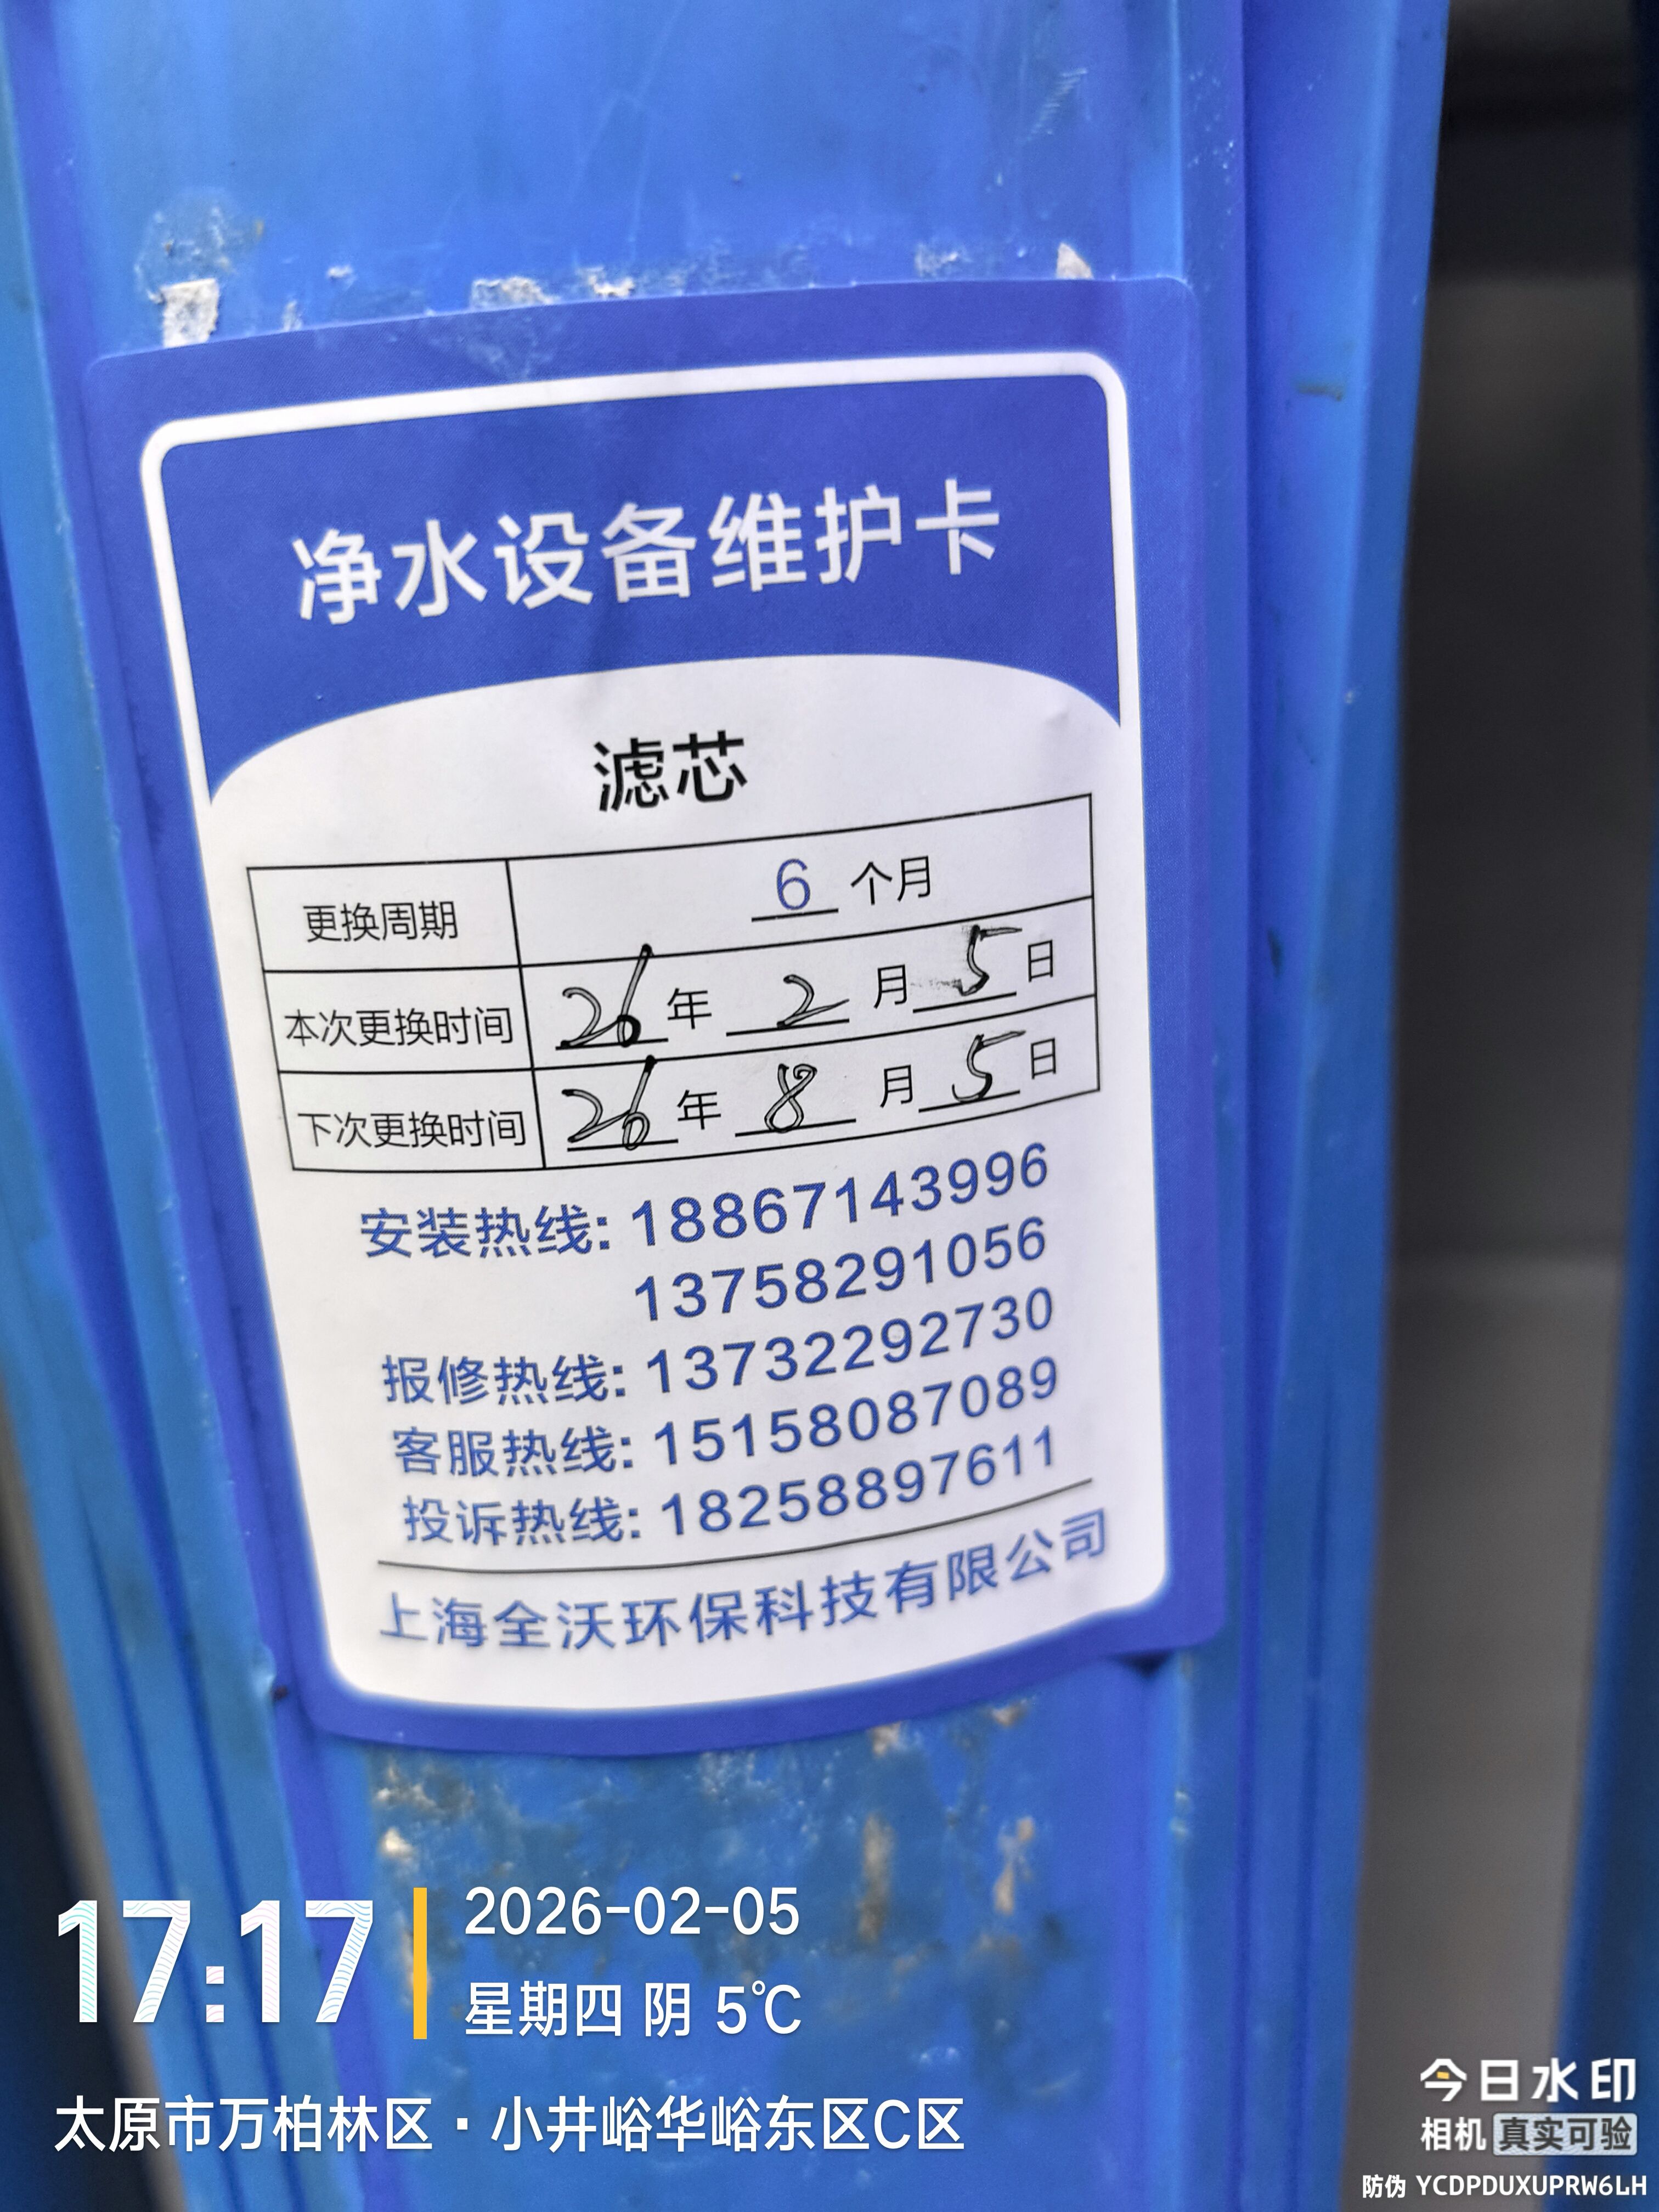 净水设备维护卡
滤芯
更换周期 6 个月
本次更换时间 26 年 2 月 5 日
下次更换时间 26 年 8 月 5 日
安装热线: 18867143996
13758291056
报修热线: 13732292730
客服热线: 15158087089
投诉热线: 18258897611
上海全沃环保科技有限公司
17:17
2026-02-05
星期四 阴 5℃
太原市万柏林区·小井峪华峪东区C区
今日水印
相机 真实可验
防伪 YCDPDUXUPRW6LH